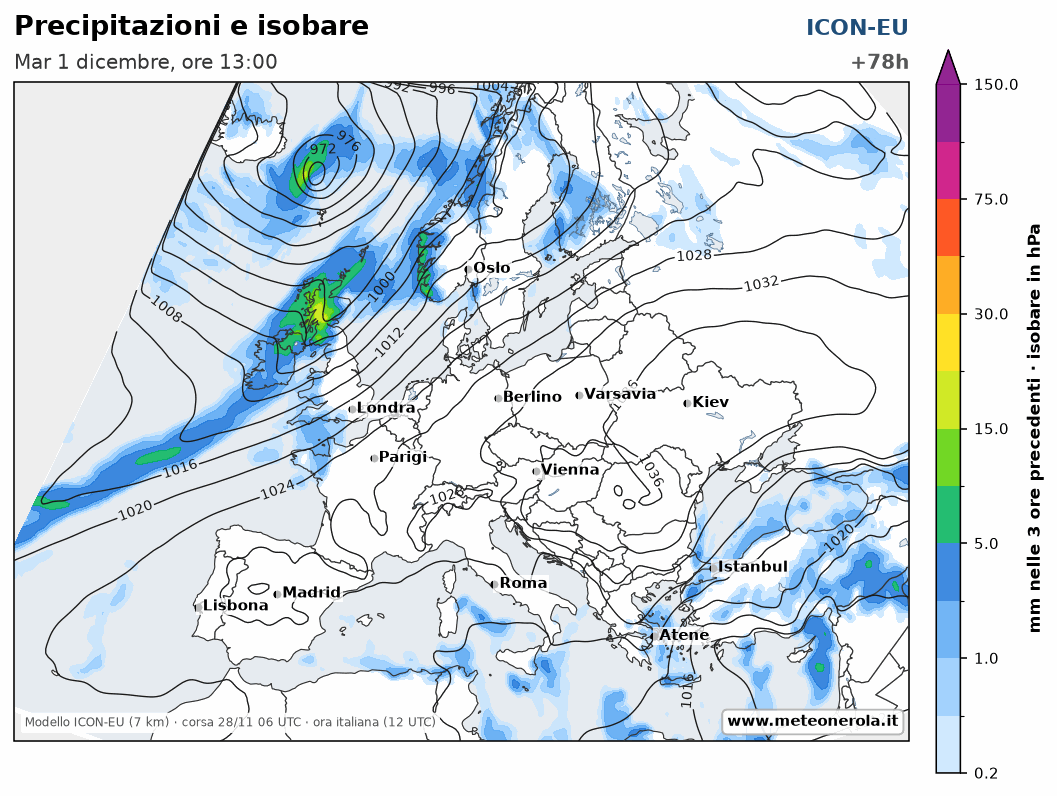 Precipitazioni e isobare
ICON-EU
Mar 1 dicembre, ore 13:00
+78h
992
996
1004
976
972
1000
1008
1012
1016
1020
1024
1028
1032
1036
1020
1016
Oslo
Londra
Berlino
Varsavia
Kiev
Parigi
Vienna
Istanbul
Roma
Madrid
Lisbona
Atene
Modello ICON-EU (7 km) · corsa 28/11 06 UTC · ora italiana (12 UTC)
www.meteonerola.it
150.0
75.0
30.0
15.0
5.0
1.0
0.2
mm nelle 3 ore precedenti · isobare in hPa